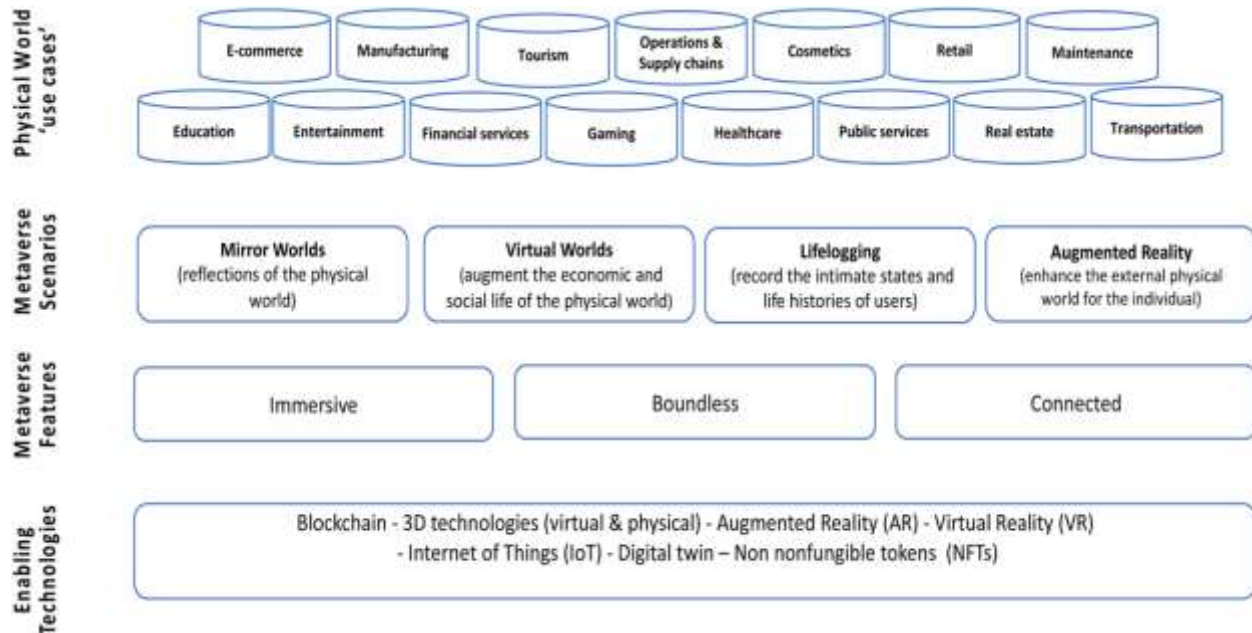 Physical World
'use cases'
E-commerce
Manufacturing
Tourism
Operations &
Supply chains
Cosmetics
Retail
Maintenance
Education
Entertainment
Financial services
Gaming
Healthcare
Public services
Real estate
Transportation
Metaverse
Scenarios
Mirror Worlds
(reflections of the physical
world)
Virtual Worlds
(augment the economic and
social life of the physical world)
Lifelogging
(record the intimate states and
life histories of users)
Augmented Reality
(enhance the external physical
world for the individual)
Metaverse
Features
Immersive
Boundless
Connected
Enabling
Technologies
Blockchain - 3D technologies (virtual & physical) - Augmented Reality (AR) - Virtual Reality (VR)
- Internet of Things (IoT) - Digital twin – Non nonfungible tokens (NFTs)